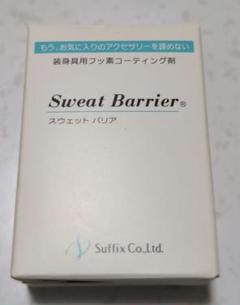 もう、お気に入りのアクセサリーを諦めない
装身具用フッ素コーティング剤
Sweat Barrier®
スウェット バリア
Suffix Co.,Ltd.